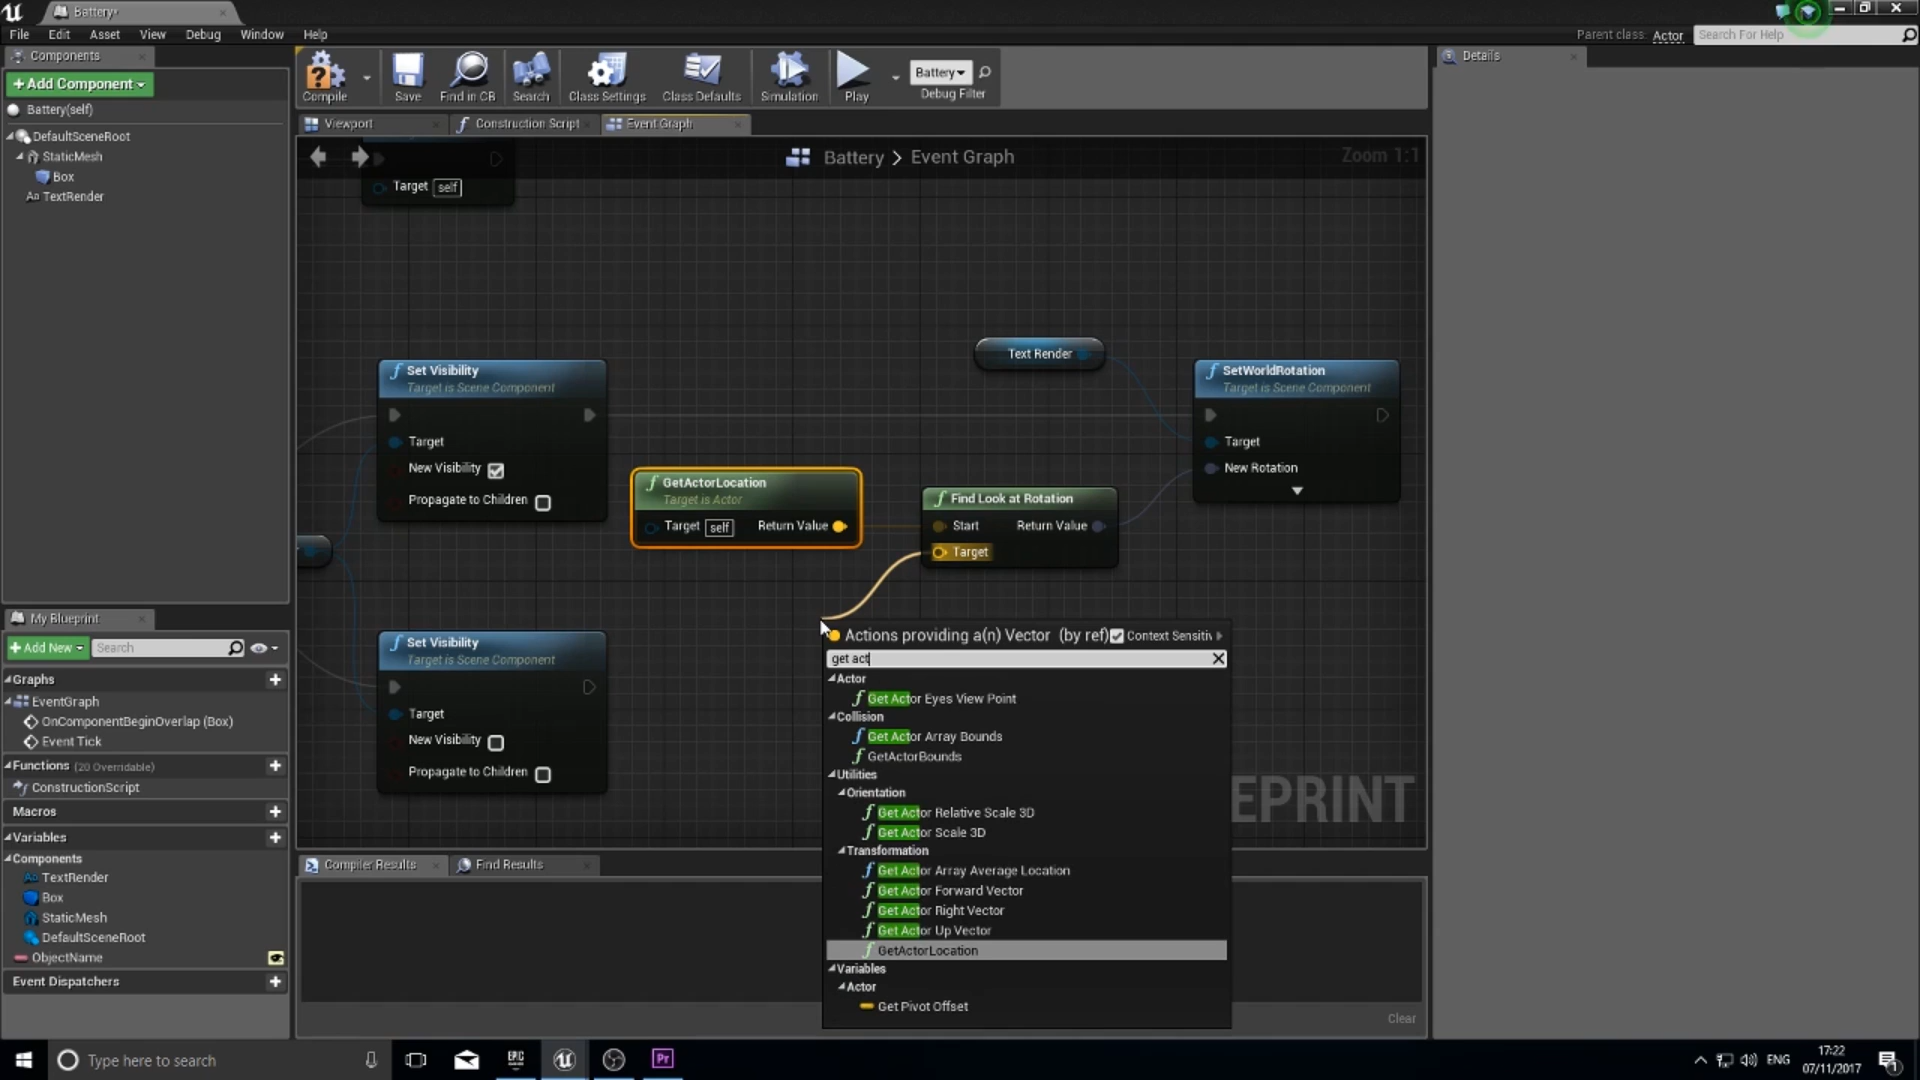 Battery*
File Edit Asset View Debug Window Help
Parent class: Actor
Search For Help
Components
+Add Component
Battery(self)
DefaultSceneRoot
StaticMesh
Box
TextRender
Compile
Save
Find in CB
Search
Class Settings
Class Defaults
Simulation
Play
Battery
Debug Filter
Viewport
Construction Script
Event Graph
Battery > Event Graph
Zoom 1:1
Target self
Set Visibility
Target is Scene Component
Target
New Visibility
Propagate to Children
GetActorLocation
Target is Actor
Target self Return Value
Text Render
Find Look at Rotation
Start Return Value
Target
SetWorldRotation
Target is Scene Component
Target
New Rotation
Set Visibility
Target is Scene Component
Target
New Visibility
Propagate to Children
Actions providing a(n) Vector (by ref) Context Sensitiv
get act
Actor
Get Actor Eyes View Point
Collision
Get Actor Array Bounds
GetActorBounds
Utilities
Orientation
Get Actor Relative Scale 3D
Get Actor Scale 3D
Transformation
Get Actor Array Average Location
Get Actor Forward Vector
Get Actor Right Vector
Get Actor Up Vector
GetActorLocation
Variables
Actor
Get Pivot Offset
EPRINT
Details
My Blueprint
+Add New
Search
Graphs
EventGraph
OnComponentBeginOverlap (Box)
Event Tick
Functions (20 Overridable)
ConstructionScript
Macros
Variables
Components
TextRender
Box
StaticMesh
DefaultSceneRoot
ObjectName
Event Dispatchers
Compiler Results
Find Results
Clear
Type here to search
EPIC
Pr
ENG
17:22
07/11/2017
1